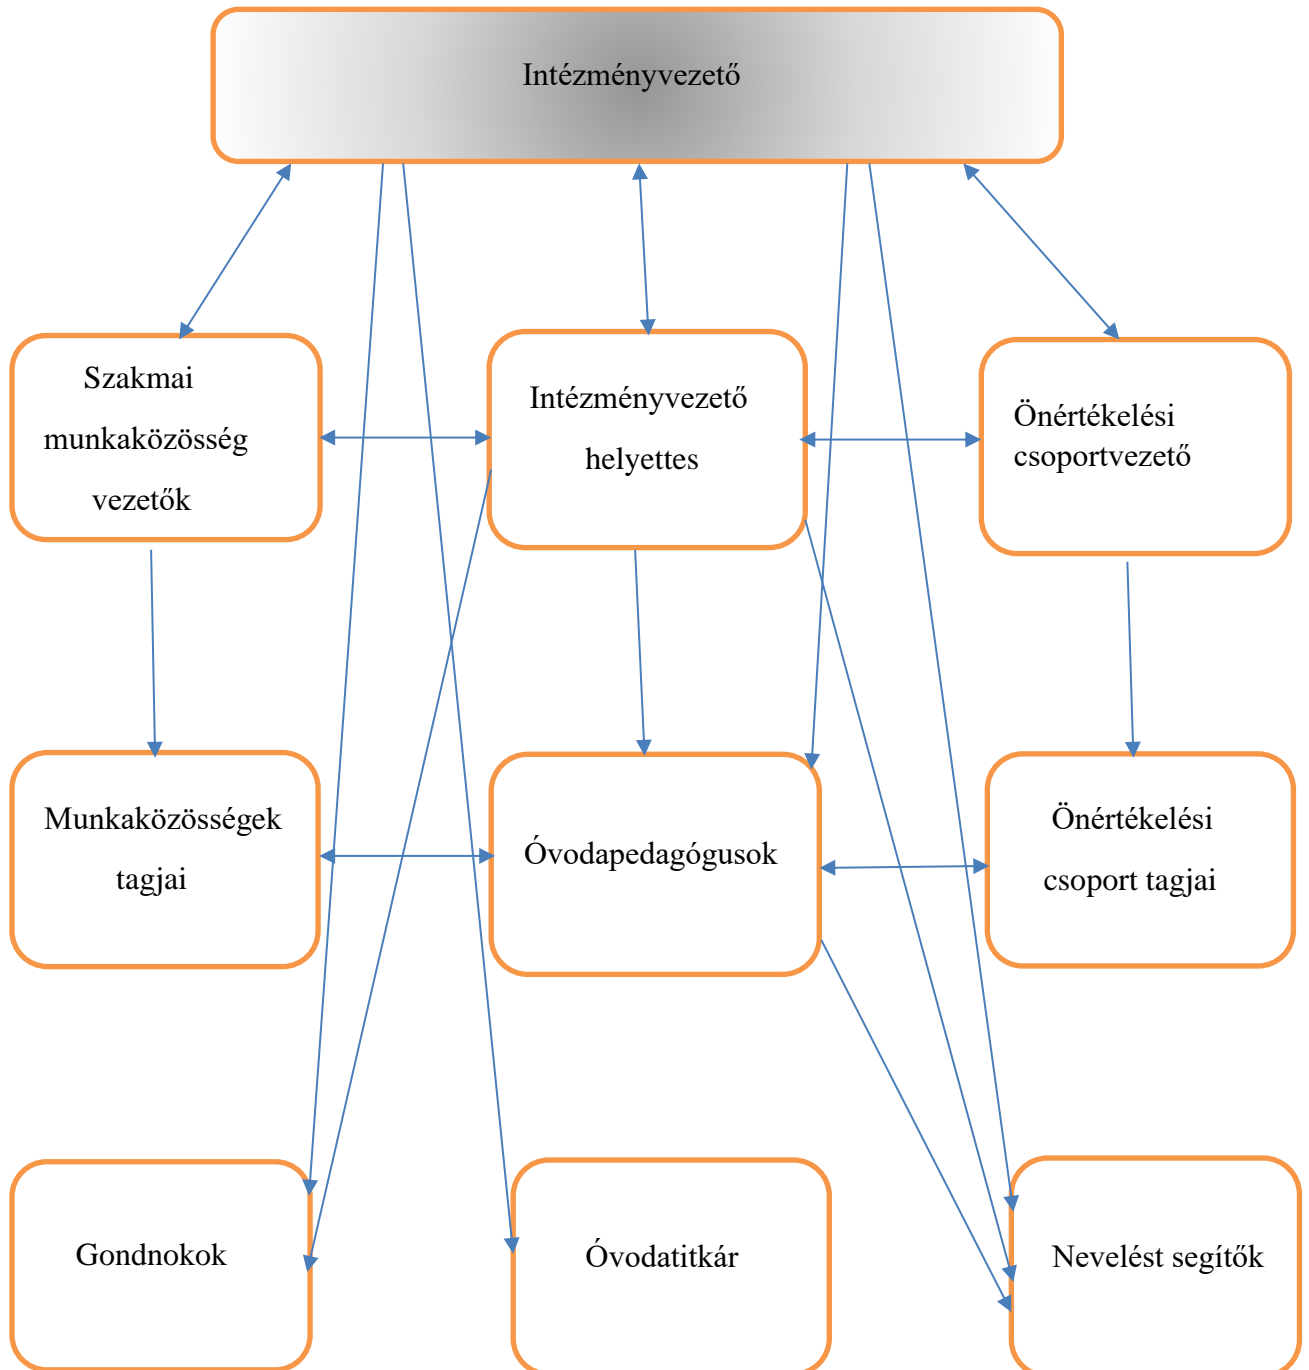 Intézményvezető
Szakmai
munkaközösség
vezetők
Intézményvezető
helyettes
Önértékelési
csoportvezető
Munkaközösségek
tagjai
Óvodapedagógusok
Önértékelési
csoport tagjai
Gondnokok
Óvodatitkár
Nevelést segítők